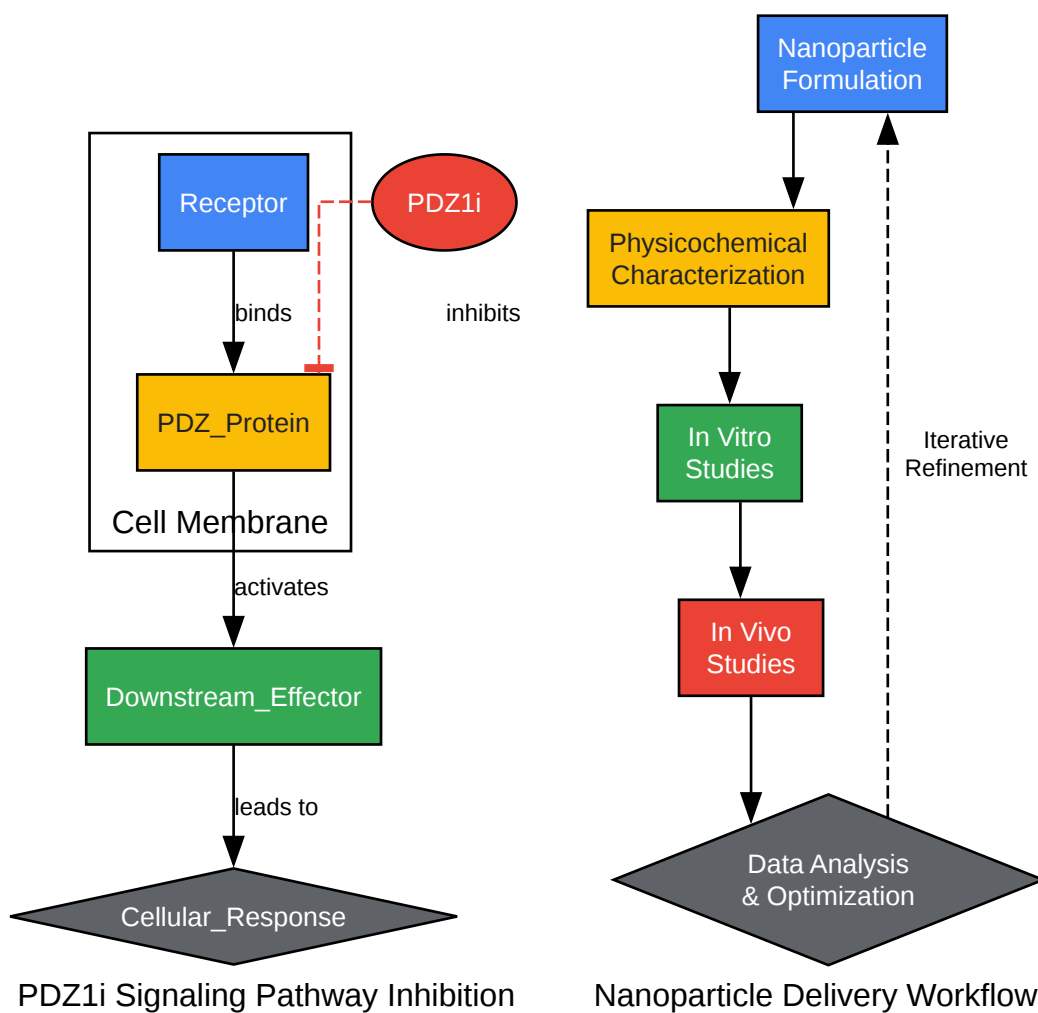 Receptor
PDZ1i
binds
inhibits
PDZ_Protein
Cell Membrane
activates
Downstream_Effector
leads to
Cellular_Response
PDZ1i Signaling Pathway Inhibition
Nanoparticle
Formulation
Physicochemical
Characterization
In Vitro
Studies
Iterative
Refinement
In Vivo
Studies
Data Analysis
& Optimization
Nanoparticle Delivery Workflow